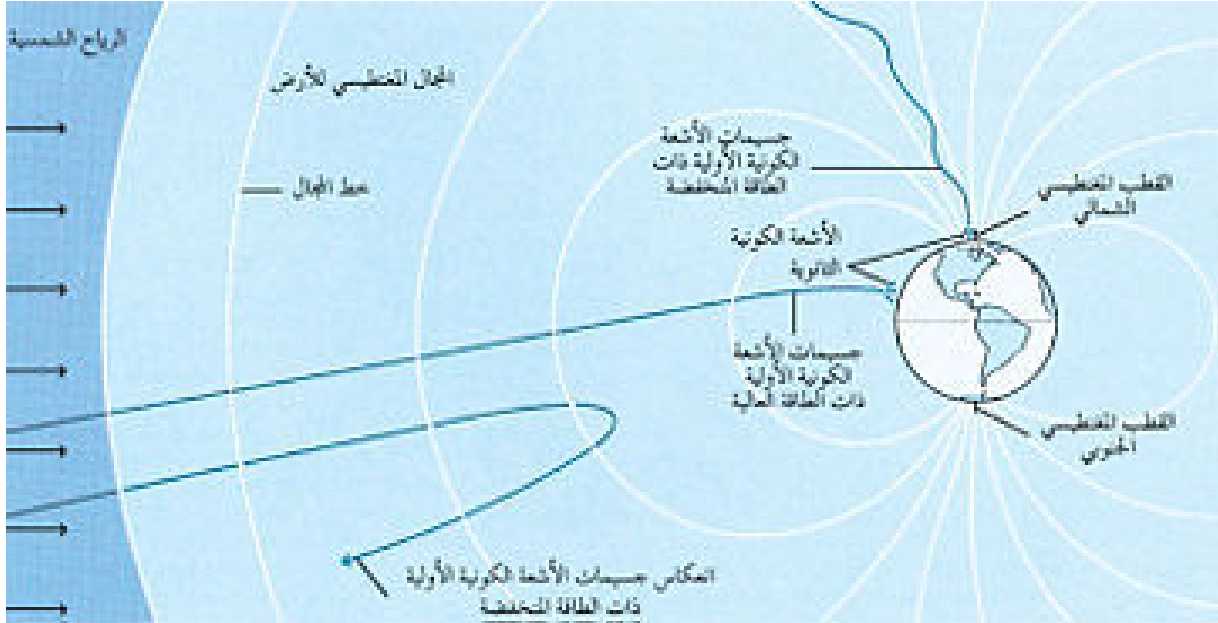 الرياح الشمسية
المجال المغنطيسي للأرض
خط المجال
جسيمات الأشعة
الكونية الأولية ذات
الطاقة المنخفضة
القطب المغنطيسي
الشمالي
الأشعة الكونية
الثانوية
جسيمات الأشعة
الكونية الأولية
ذات الطاقة العالية
القطب المغنطيسي
الجنوبي
انعكاس جسيمات الأشعة الكونية الأولية
ذات الطاقة المنخفضة